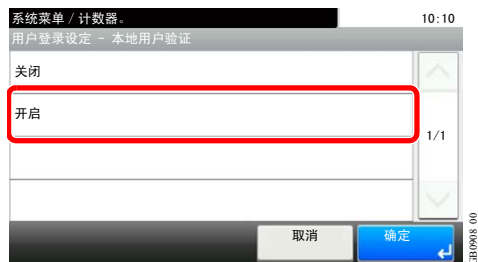 系统菜单 / 计数器。 10:10
用户登录设定 - 本地用户验证
关闭
开启
1/1
取消 确定
GB0908 00